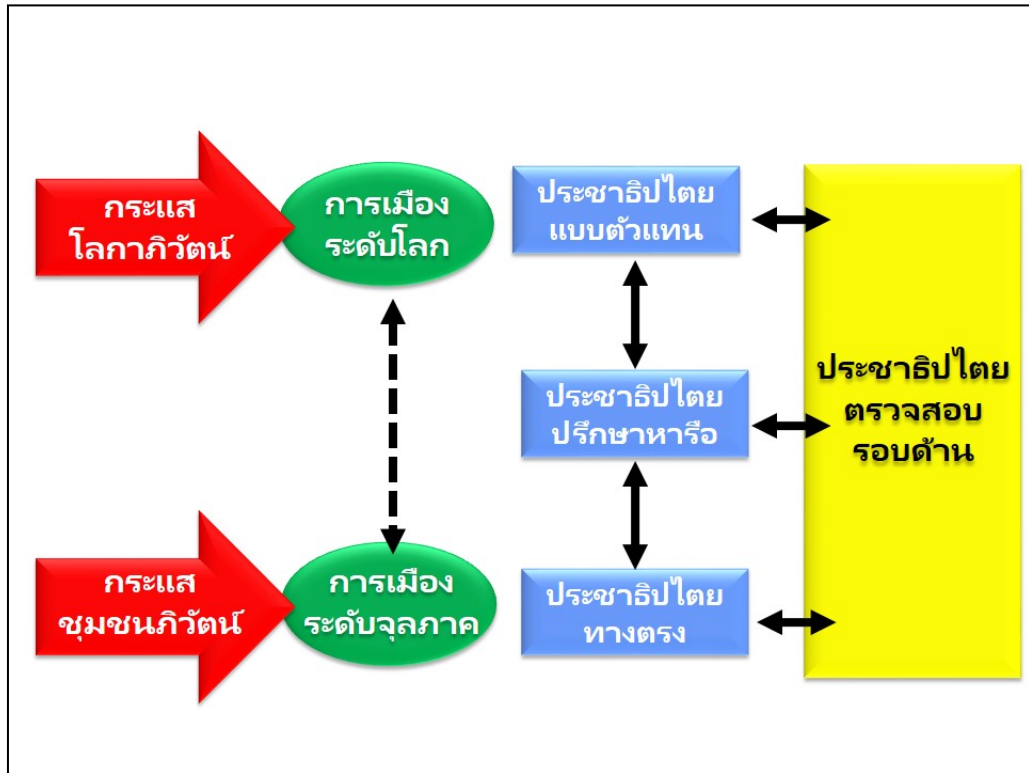 กระแส
โลกาภิวัตน์
การเมือง
ระดับโลก
ประชาธิปไตย
แบบตัวแทน
ประชาธิปไตย
ปรึกษาหารือ
ประชาธิปไตย
ตรวจสอบ
รอบด้าน
กระแส
ชุมชนภิวัตน์
การเมือง
ระดับจุลภาค
ประชาธิปไตย
ทางตรง